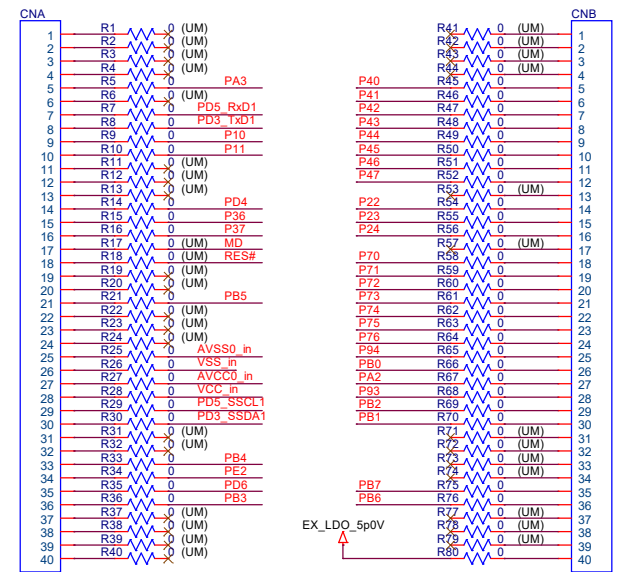 CNA CNB
1 R1 0 (UM) R41 0 (UM) 1
2 R2 0 (UM) R42 0 (UM) 2
3 R3 0 (UM) R43 0 (UM) 3
4 R4 0 (UM) R44 0 (UM) 4
5 R5 0 PA3 P40 R45 0 5
6 R6 0 (UM) P41 R46 0 6
7 R7 0 PD5_RxD1 P42 R47 0 7
8 R8 0 PD3_TxD1 P43 R48 0 8
9 R9 0 P10 P44 R49 0 9
10 R10 0 P11 P45 R50 0 10
11 R11 0 (UM) P46 R51 0 11
12 R12 0 (UM) P47 R52 0 12
13 R13 0 (UM) R53 0 (UM) 13
14 R14 0 PD4 P22 R54 0 14
15 R15 0 P36 P23 R55 0 15
16 R16 0 P37 P24 R56 0 16
17 R17 0 (UM) MD R57 0 (UM) 17
18 R18 0 (UM) RES# P70 R58 0 18
19 R19 0 (UM) P71 R59 0 19
20 R20 0 (UM) P72 R60 0 20
21 R21 0 PB5 P73 R61 0 21
22 R22 0 (UM) P74 R62 0 22
23 R23 0 (UM) P75 R63 0 23
24 R24 0 (UM) P76 R64 0 24
25 R25 0 AVSS0_in P94 R65 0 25
26 R26 0 VSS_in PB0 R66 0 26
27 R27 0 AVCC0_in PA2 R67 0 27
28 R28 0 VCC_in P93 R68 0 28
29 R29 0 PD5_SSCL1 PB2 R69 0 29
30 R30 0 PD3_SSDA1 PB1 R70 0 30
31 R31 0 (UM) R71 0 (UM) 31
32 R32 0 (UM) R72 0 (UM) 32
33 R33 0 PB4 R73 0 (UM) 33
34 R34 0 PE2 R74 0 (UM) 34
35 R35 0 PD6 PB7 R75 0 35
36 R36 0 PB3 PB6 R76 0 36
37 R37 0 (UM) R77 0 (UM) 37
38 R38 0 (UM) EX_LDO_5p0V R78 0 (UM) 38
39 R39 0 (UM) R79 0 (UM) 39
40 R40 0 (UM) R80 0 40